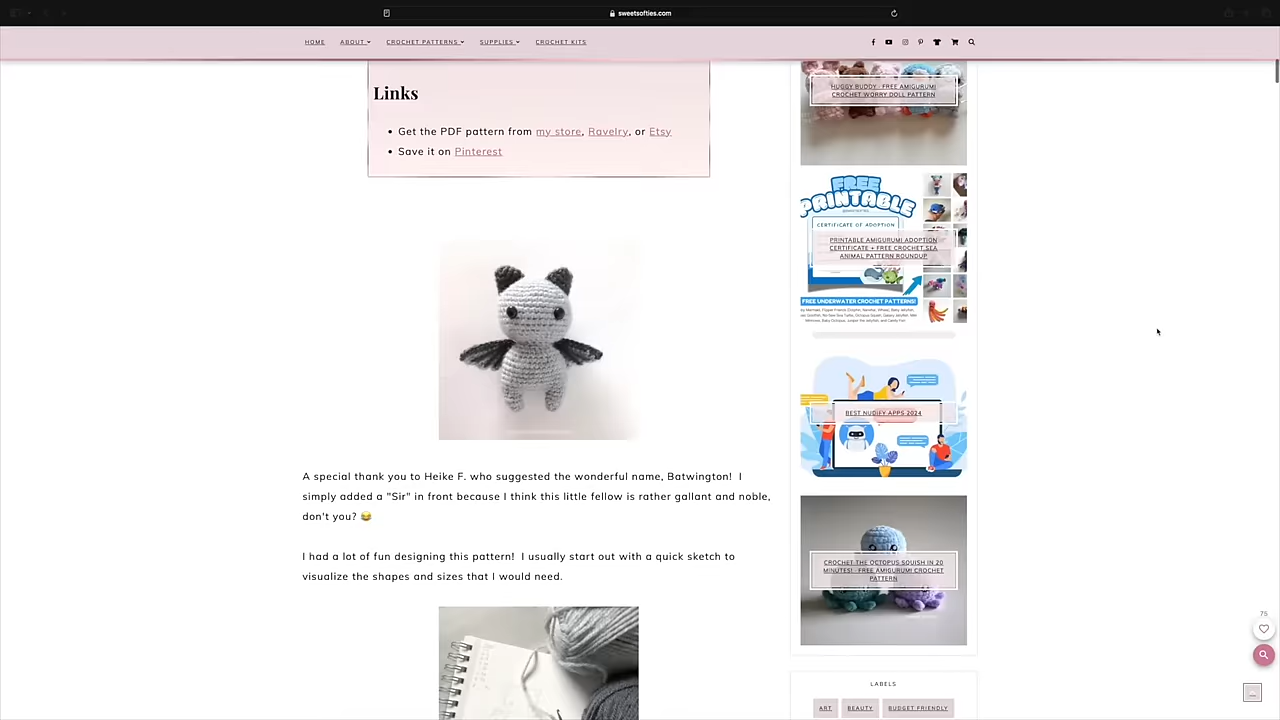 sweetsofties.com
HOME ABOUT CROCHET PATTERNS SUPPLIES CROCHET KITS
Links
Get the PDF pattern from my store, Ravelry, or Etsy
Save it on Pinterest
A special thank you to Heike F. who suggested the wonderful name, Batwington! I
simply added a "Sir" in front because I think this little fellow is rather gallant and noble,
don't you? 😂
I had a lot of fun designing this pattern! I usually start out with a quick sketch to
visualize the shapes and sizes that I would need.
HUGGY BUDDY - FREE AMIGURUMI
CROCHET WORRY DOLL PATTERN
FREE
PRINTABLE
CERTIFICATE OF ADOPTION
PRINTABLE AMIGURUMI ADOPTION
CERTIFICATE + FREE CROCHET SEA
ANIMAL PATTERN ROUNDUP
FREE UNDERWATER CROCHET PATTERNS!
BEST NUDIFY APPS 2024
CROCHET THE OCTOPUS SQUISH IN 20
MINUTES! - FREE AMIGURUMI CROCHET
PATTERN
LABELS
ART BEAUTY BUDGET FRIENDLY
75